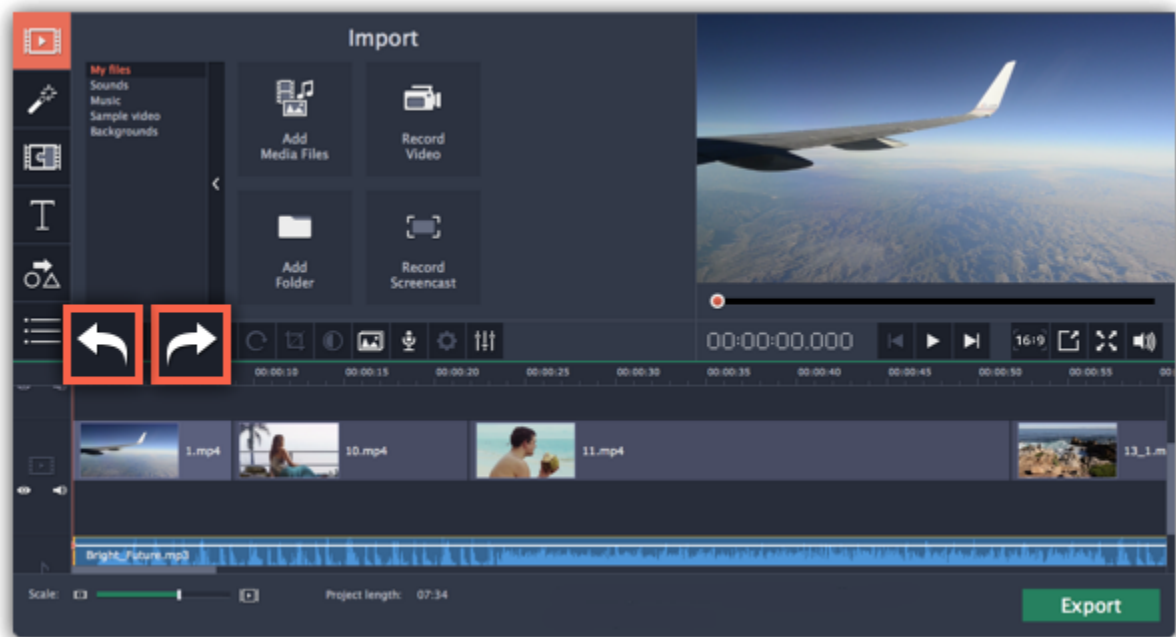 Import
My files
Sounds
Music
Sample video
Backgrounds
Add
Media Files
Record
Video
Add
Folder
Record
Screencast
T
00:00:00.000
16:9
00:00:10
00:00:15
00:00:20
00:00:25
00:00:30
00:00:35
00:00:40
00:00:45
00:00:50
00:00:55
1.mp4
10.mp4
11.mp4
13_1.m
Bright_Future.mp3
Scale:
Project length: 07:34
Export